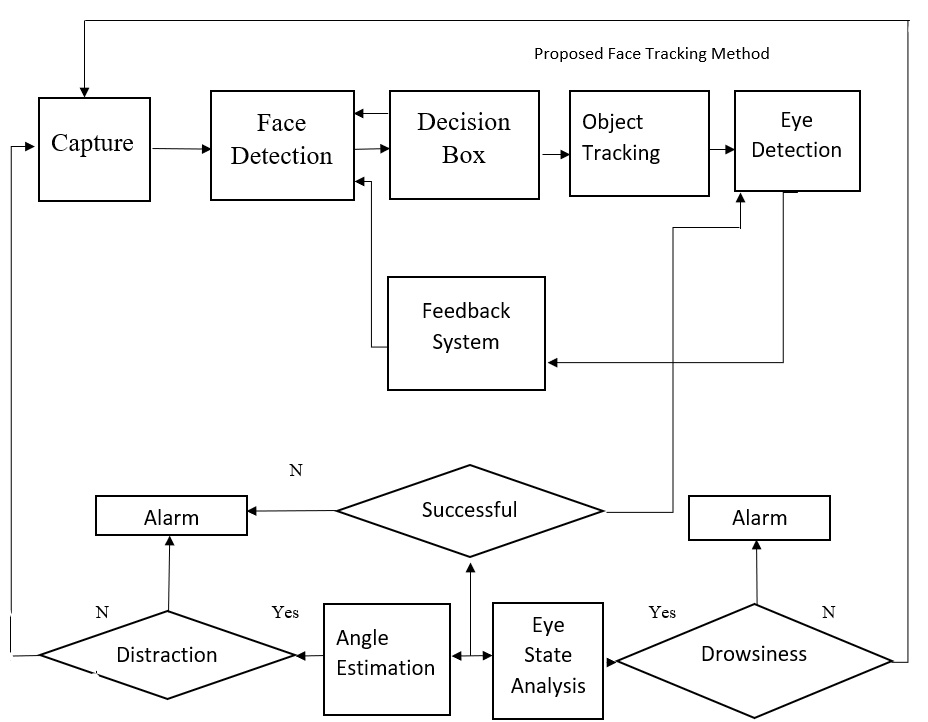 Proposed Face Tracking Method
Capture
Face
Detection
Decision
Box
Object
Tracking
Eye
Detection
Feedback
System
N
Successful
Alarm
Alarm
N
Yes
Distraction
Angle
Estimation
Eye
State
Analysis
Yes
N
Drowsiness